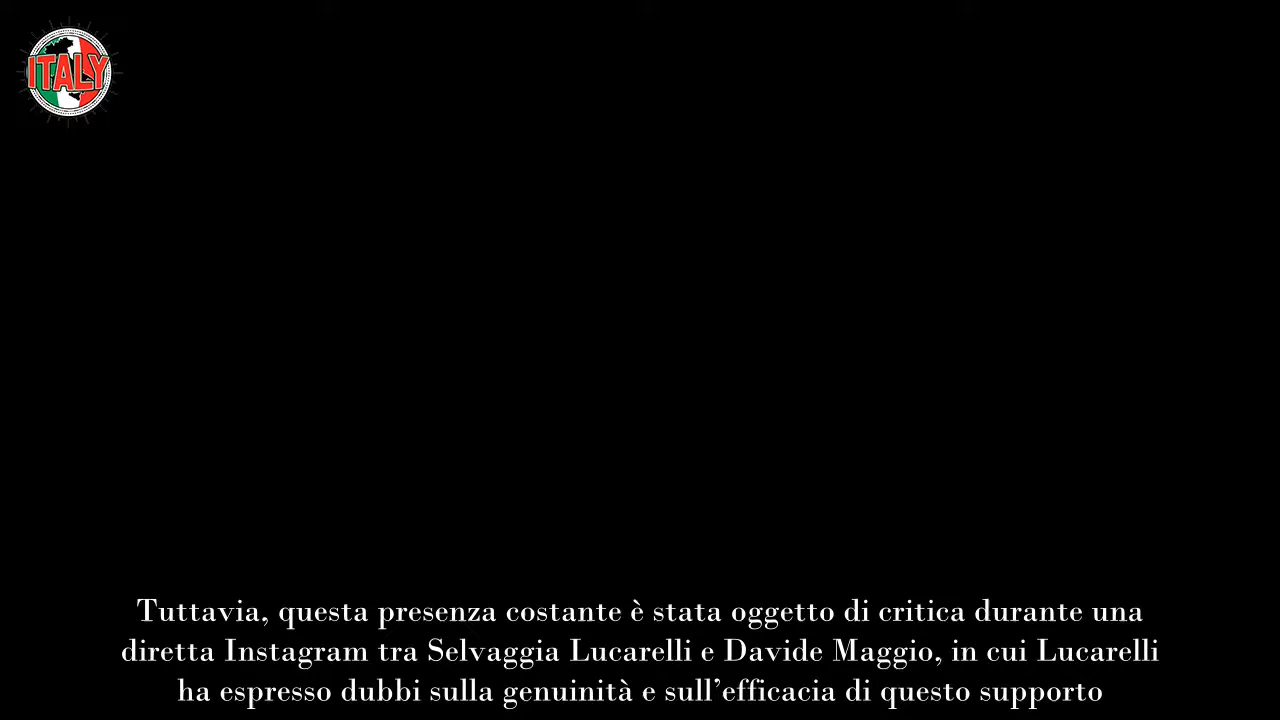 ITALY
Tuttavia, questa presenza costante è stata oggetto di critica durante una
diretta Instagram tra Selvaggia Lucarelli e Davide Maggio, in cui Lucarelli
ha espresso dubbi sulla genuinità e sull’efficacia di questo supporto